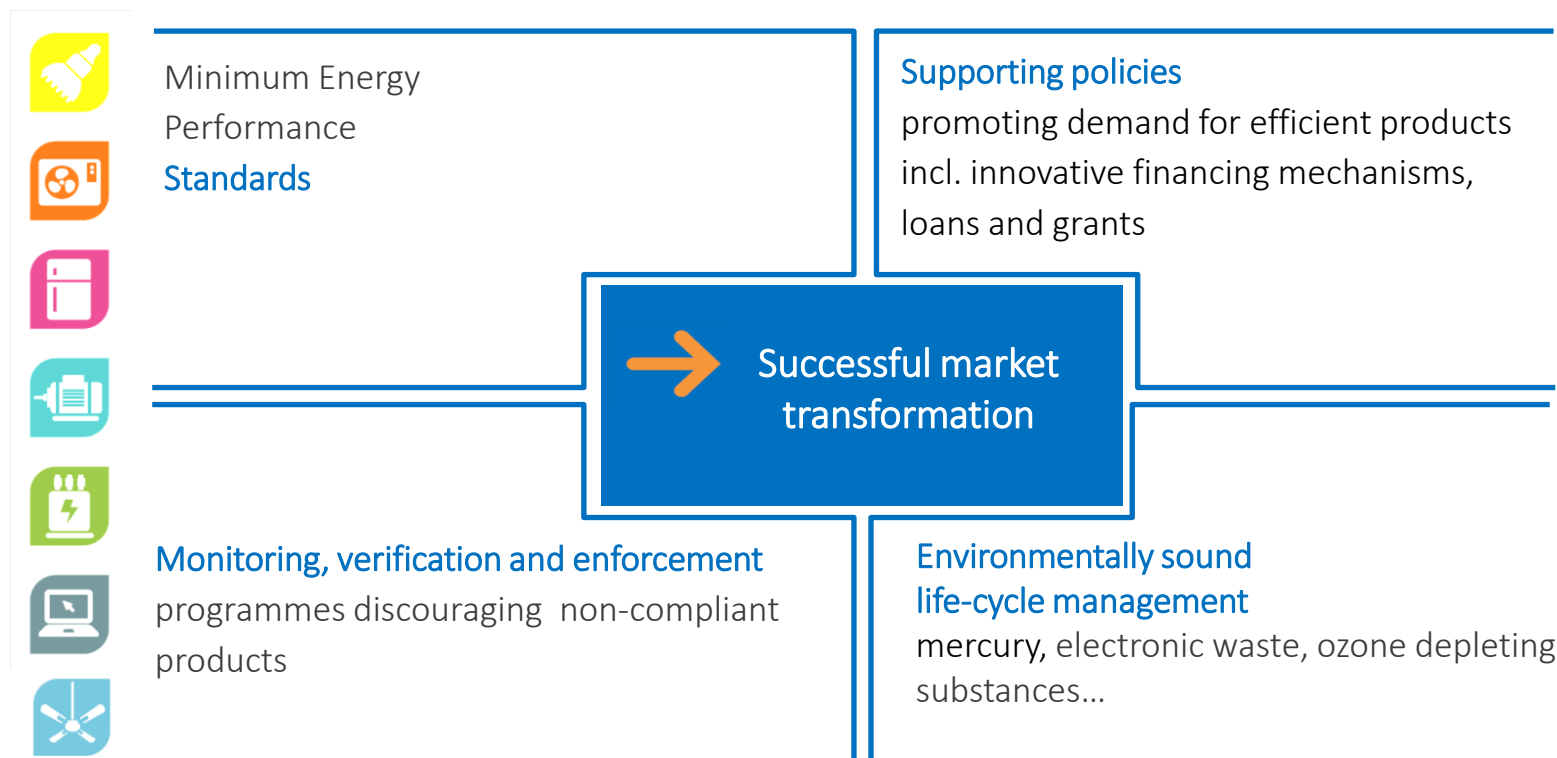 Minimum Energy
Performance
Standards
Supporting policies
promoting demand for efficient products
incl. innovative financing mechanisms,
loans and grants
Successful market
transformation
Monitoring, verification and enforcement
programmes discouraging  non-compliant
products
Environmentally sound
life-cycle management
mercury, electronic waste, ozone depleting
substances…